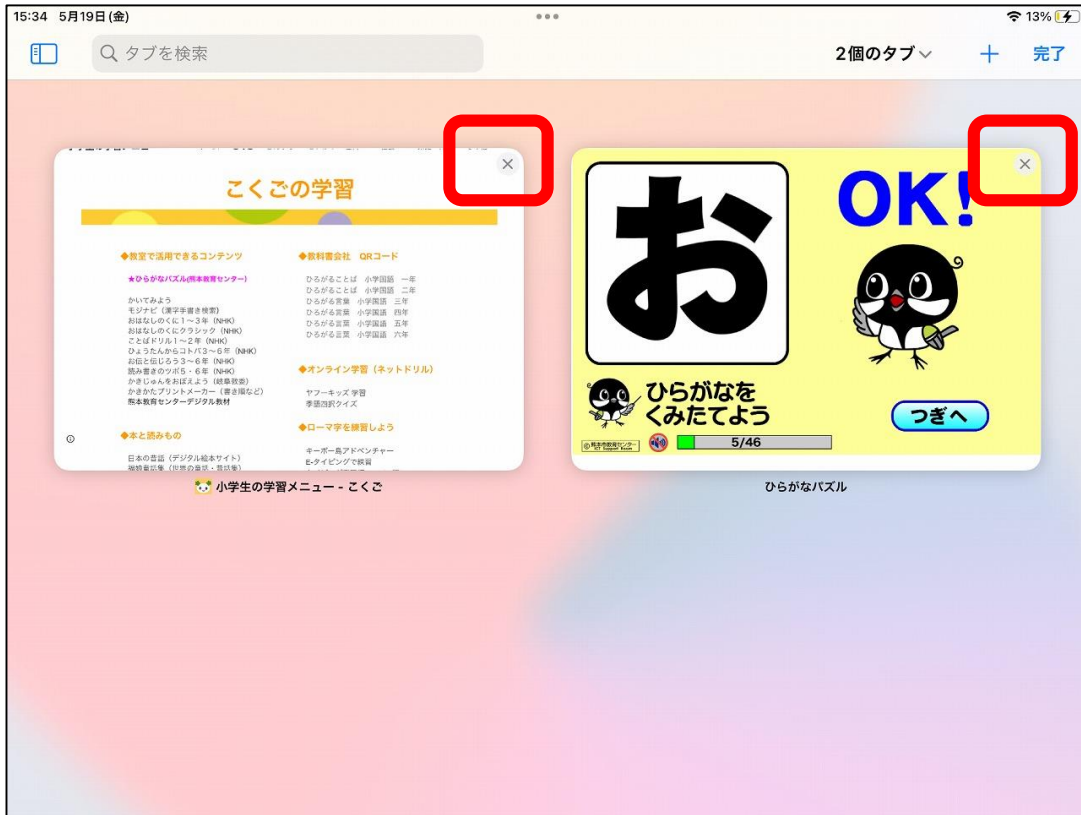 15:34 5月19日(金)
13%
タブを検索
2個のタブ
完了
こくごの学習
◆教室で活用できるコンテンツ
★ひらがなパズル(熊本教育センター)
かいてみよう
モジナビ(漢字手書き検索)
おはなしのくに1~3年(NHK)
おはなしのくにクラシック(NHK)
ことばドリル1~2年(NHK)
ひょうたんからコトバ3~6年(NHK)
お伝と伝じろう3~6年(NHK)
読み書きのツボ5・6年(NHK)
かきじゅんをおぼえよう(岐阜教委)
かきかたプリントメーカー(書き順など)
熊本教育センターデジタル教材
◆本と読みもの
日本の昔話(デジタル絵本サイト)
福娘童話集(世界の童話・昔話集)
◆教科書会社 QRコード
ひろがることば 小学国語 一年
ひろがることば 小学国語 二年
ひろがる言葉 小学国語 三年
ひろがる言葉 小学国語 四年
ひろがる言葉 小学国語 五年
ひろがる言葉 小学国語 六年
◆オンライン学習(ネットドリル)
ヤフーキッズ 学習
季語四択クイズ
◆ローマ字を練習しよう
キーボー島アドベンチャー
E-タイピングで練習
小学生の学習メニュー - こくご
お
OK!
ひらがなを
くみたてよう
つぎへ
5/46
ひらがなパズル